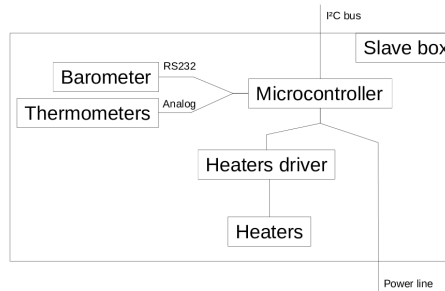 I²C bus
Slave box
RS232
Barometer
Analog
Thermometers
Microcontroller
Heaters driver
Heaters
Power line